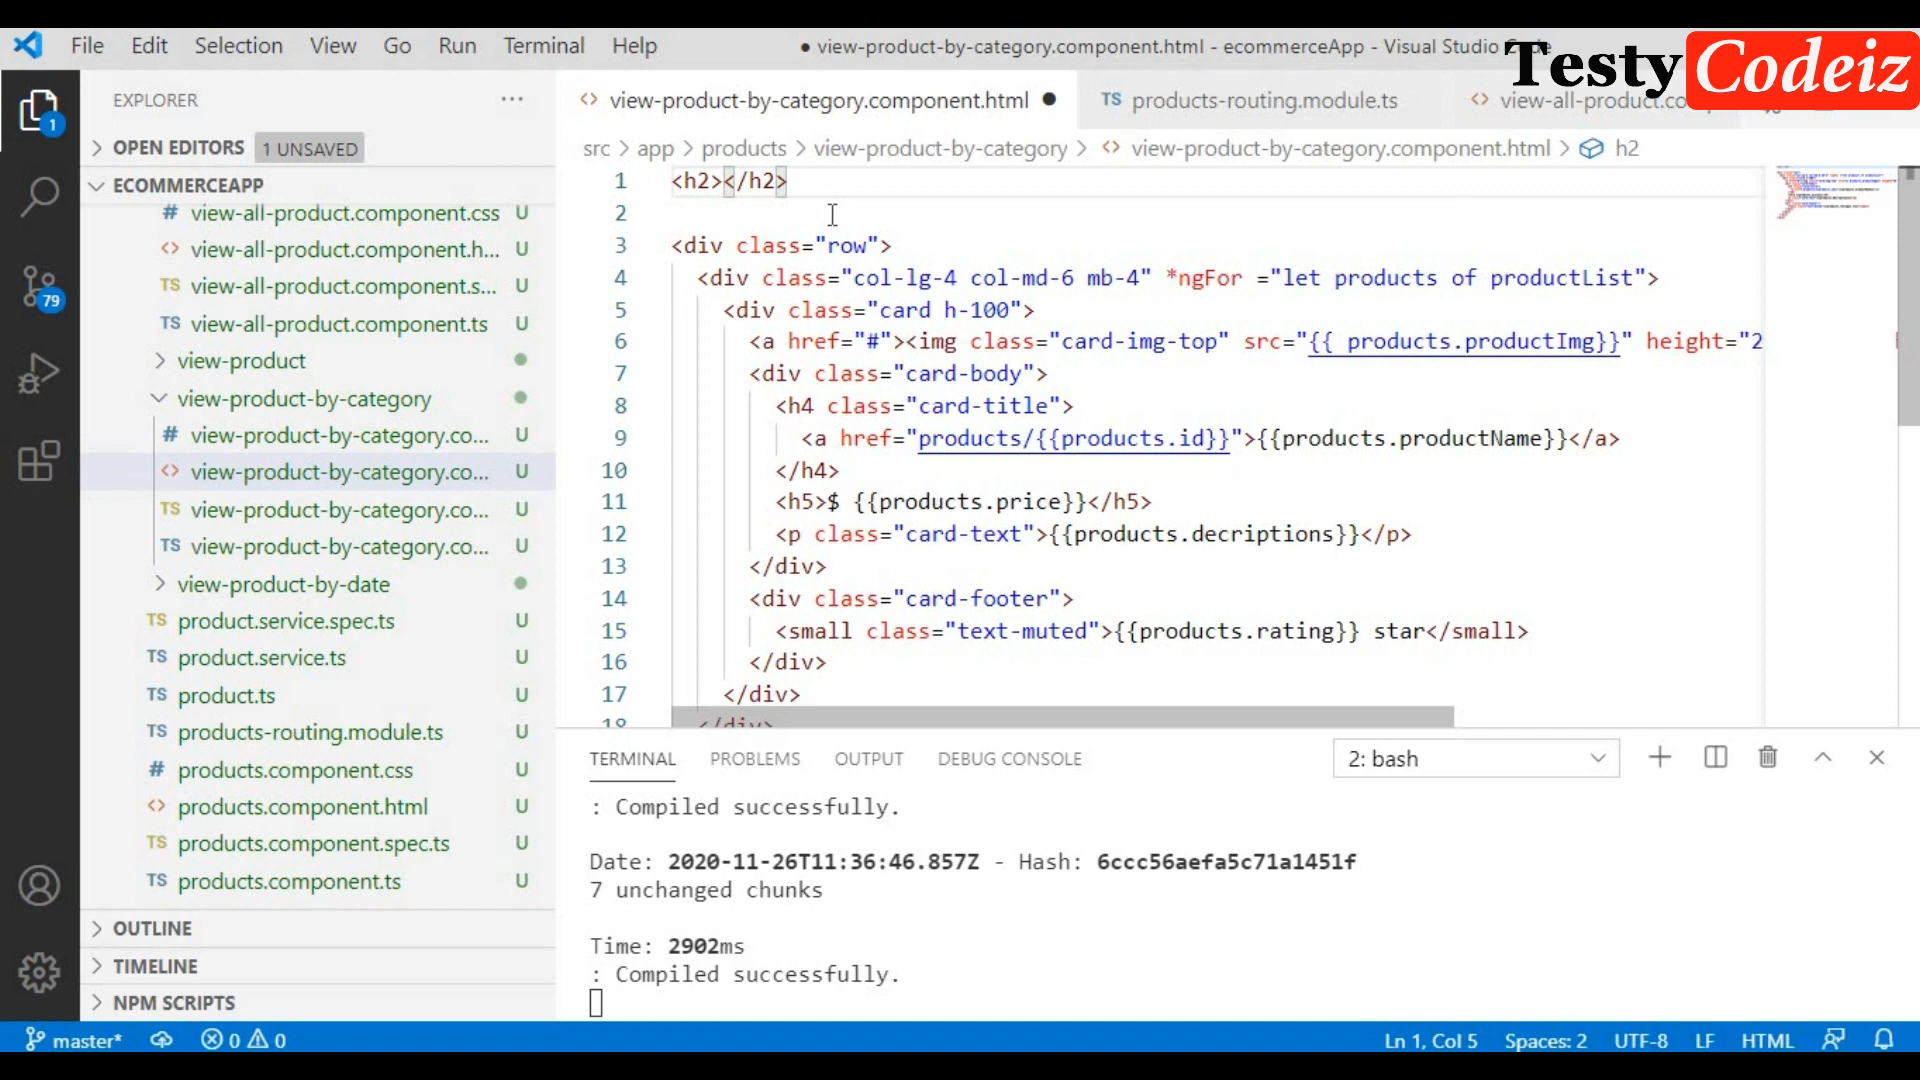 File Edit Selection View Go Run Terminal Help
● view-product-by-category.component.html - ecommerceApp - Visual Studio
Testy Codeiz
EXPLORER ...
OPEN EDITORS 1 UNSAVED
ECOMMERCEAPP
# view-all-product.component.css U
<> view-all-product.component.h... U
TS view-all-product.component.s... U
TS view-all-product.component.ts U
view-product
view-product-by-category
# view-product-by-category.co... U
<> view-product-by-category.co... U
TS view-product-by-category.co... U
TS view-product-by-category.co... U
view-product-by-date
TS product.service.spec.ts U
TS product.service.ts U
TS product.ts U
TS products-routing.module.ts U
# products.component.css U
<> products.component.html U
TS products.component.spec.ts U
TS products.component.ts U
OUTLINE
TIMELINE
NPM SCRIPTS
1
79
<> view-product-by-category.component.html ● TS products-routing.module.ts <> view-all-product.co
src > app > products > view-product-by-category > <> view-product-by-category.component.html > h2
1 <h2></h2>
2
3 <div class="row">
4 <div class="col-lg-4 col-md-6 mb-4" *ngFor ="let products of productList">
5 <div class="card h-100">
6 <a href="#"><img class="card-img-top" src="{{ products.productImg}}" height="2
7 <div class="card-body">
8 <h4 class="card-title">
9 <a href="products/{{products.id}}">{{products.productName}}</a>
10 </h4>
11 <h5>$ {{products.price}}</h5>
12 <p class="card-text">{{products.decriptions}}</p>
13 </div>
14 <div class="card-footer">
15 <small class="text-muted">{{products.rating}} star</small>
16 </div>
17 </div>
18 </div>
TERMINAL PROBLEMS OUTPUT DEBUG CONSOLE 2: bash
: Compiled successfully.
Date: 2020-11-26T11:36:46.857Z - Hash: 6ccc56aefa5c71a1451f
7 unchanged chunks
Time: 2902ms
: Compiled successfully.
master* 0 0 Ln 1, Col 5 Spaces: 2 UTF-8 LF HTML